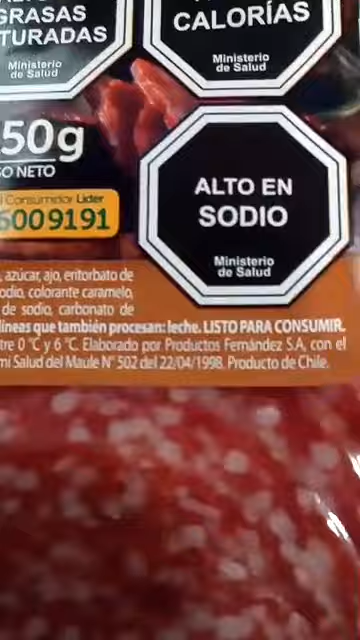 GRASAS
TURADAS
Ministerio
de Salud
CALORÍAS
Ministerio
de Salud
50g
SO NETO
l Consumidor Lider
6009191
ALTO EN
SODIO
Ministerio
de Salud
, azúcar, ajo, eritorbato de
odio, colorante caramelo,
de sodio, carbonato de
líneas que también procesan: leche. LISTO PARA CONSUMIR.
tre 0 °C y 6 °C. Elaborado por Productos Fernández S.A, con el
mi Salud del Maule N° 502 del 22/04/1998. Producto de Chile.